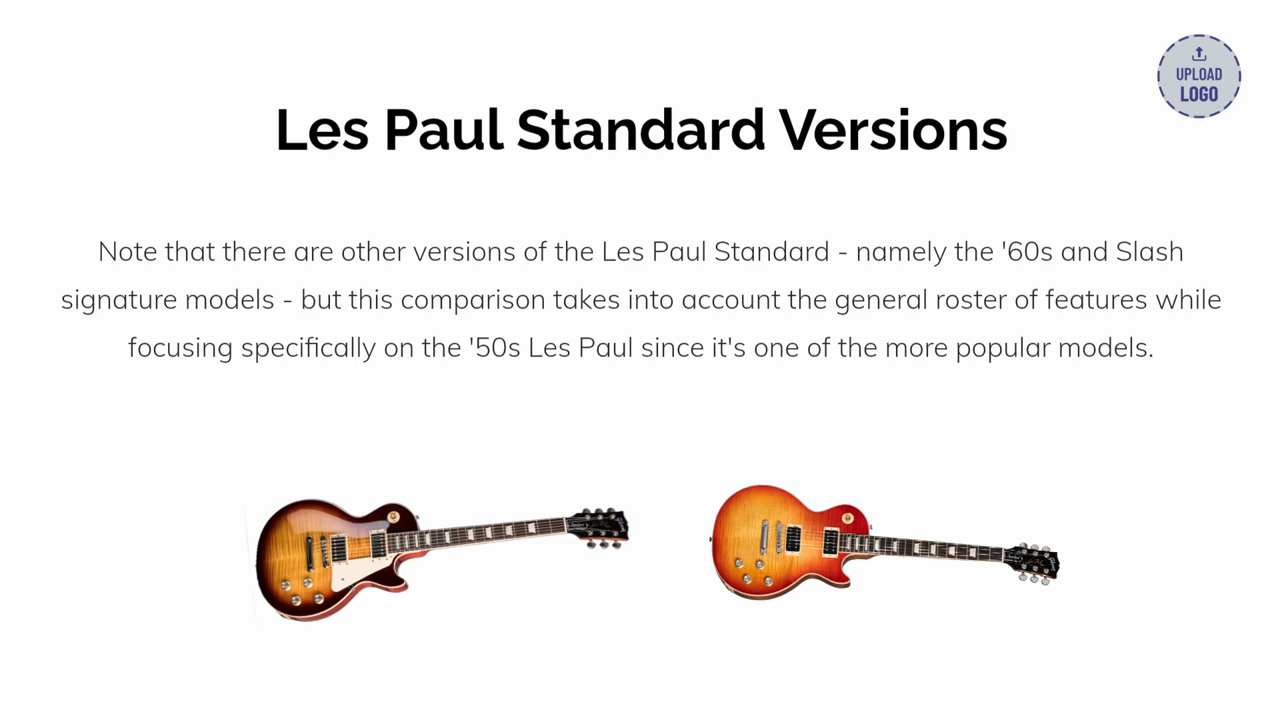 UPLOAD
LOGO
Les Paul Standard Versions
Note that there are other versions of the Les Paul Standard - namely the '60s and Slash
signature models - but this comparison takes into account the general roster of features while
focusing specifically on the '50s Les Paul since it's one of the more popular models.